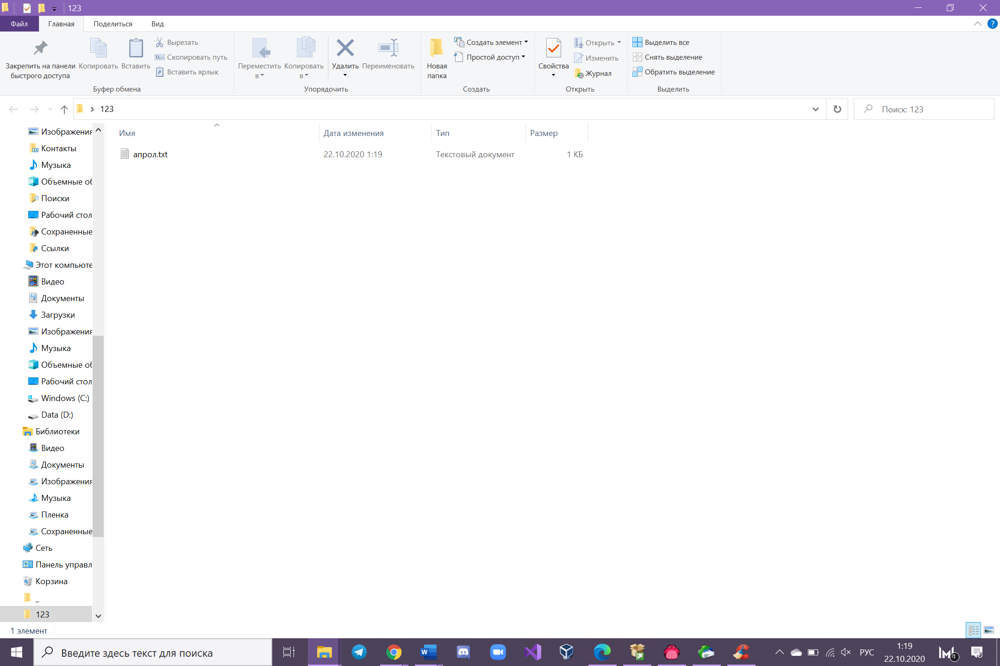 123
Файл Главная Поделиться Вид
Закрепить на панели быстрого доступа
Копировать
Вставить
Вырезать
Скопировать путь
Вставить ярлык
Буфер обмена
Переместить в
Копировать в
Удалить
Переименовать
Упорядочить
Новая папка
Создать элемент
Простой доступ
Создать
Свойства
Открыть
Изменить
Журнал
Открыть
Выделить все
Снять выделение
Обратить выделение
Выделить
123
Поиск: 123
Имя Дата изменения Тип Размер
апрол.txt 22.10.2020 1:19 Текстовый документ 1 КБ
Изображения
Контакты
Музыка
Объемные об
Поиски
Рабочий стол
Сохраненные
Ссылки
Этот компьюте
Видео
Документы
Загрузки
Изображения
Музыка
Объемные об
Рабочий стол
Windows (C:)
Data (D:)
Библиотеки
Видео
Документы
Изображения
Музыка
Пленка
Сохраненные
Сеть
Панель управл
Корзина
_
123
1 элемент
Введите здесь текст для поиска
РУС
1:19
22.10.2020
1